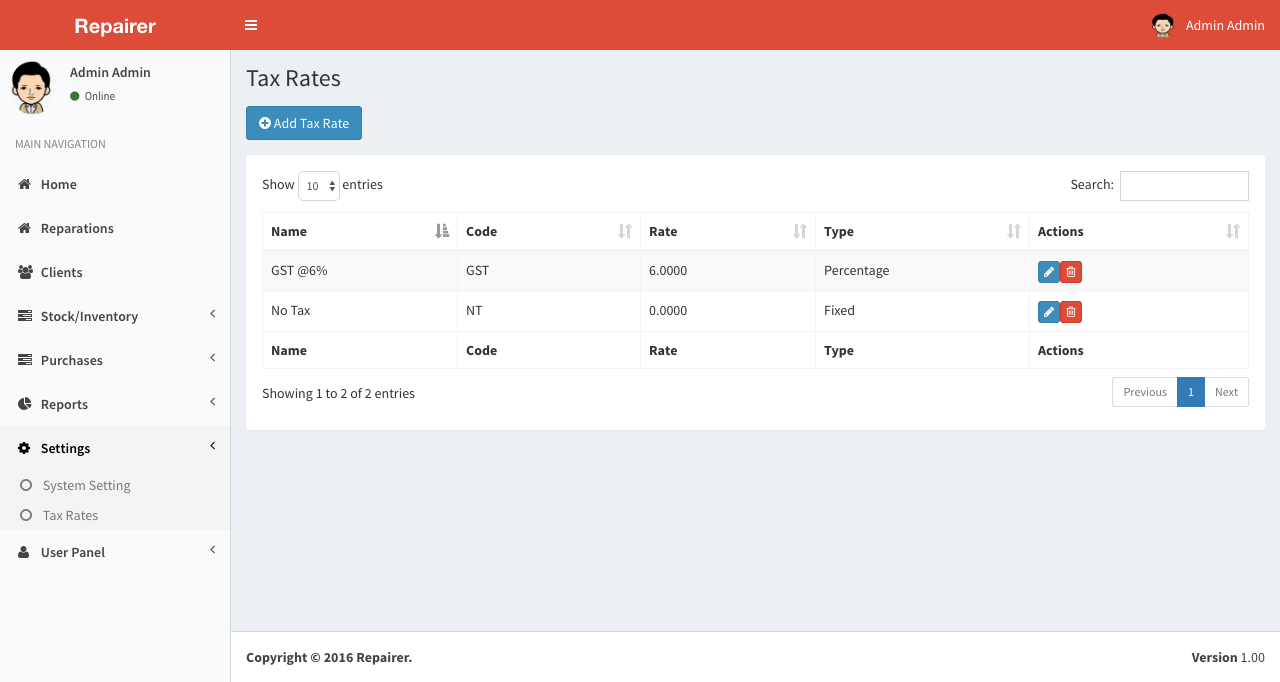 Repairer
Admin Admin
Admin Admin
Online
MAIN NAVIGATION
Home
Reparations
Clients
Stock/Inventory
Purchases
Reports
Settings
System Setting
Tax Rates
User Panel
Tax Rates
Add Tax Rate
Show 10 entries Search:
Name Code Rate Type Actions
GST @6% GST 6.0000 Percentage
No Tax NT 0.0000 Fixed
Name Code Rate Type Actions
Showing 1 to 2 of 2 entries Previous 1 Next
Copyright © 2016 Repairer. Version 1.00